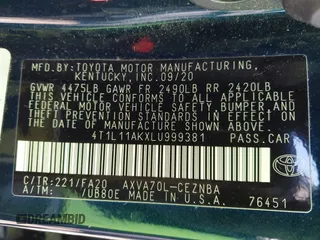 MFD.BY:TOYOTA MOTOR MANUFACTURING,
KENTUCKY,INC.09/20
GVWR 4475LB GAWR FR 2490LB RR 2420LB
THIS VEHICLE CONFORMS TO ALL APPLICABLE
FEDERAL MOTOR VEHICLE SAFETY, BUMPER, AND
THEFT PREVENTION STANDARDS IN EFFECT ON
THE DATE OF MANUFACTURE SHOWN ABOVE.
4T1L11AKXLU999381 PASS.CAR
C/TR:221/FA20 AXVA70L-CEZNBA
A/TM: /UB80E MADE IN U.S.A. 76451
TOYOTA
DREAMBID